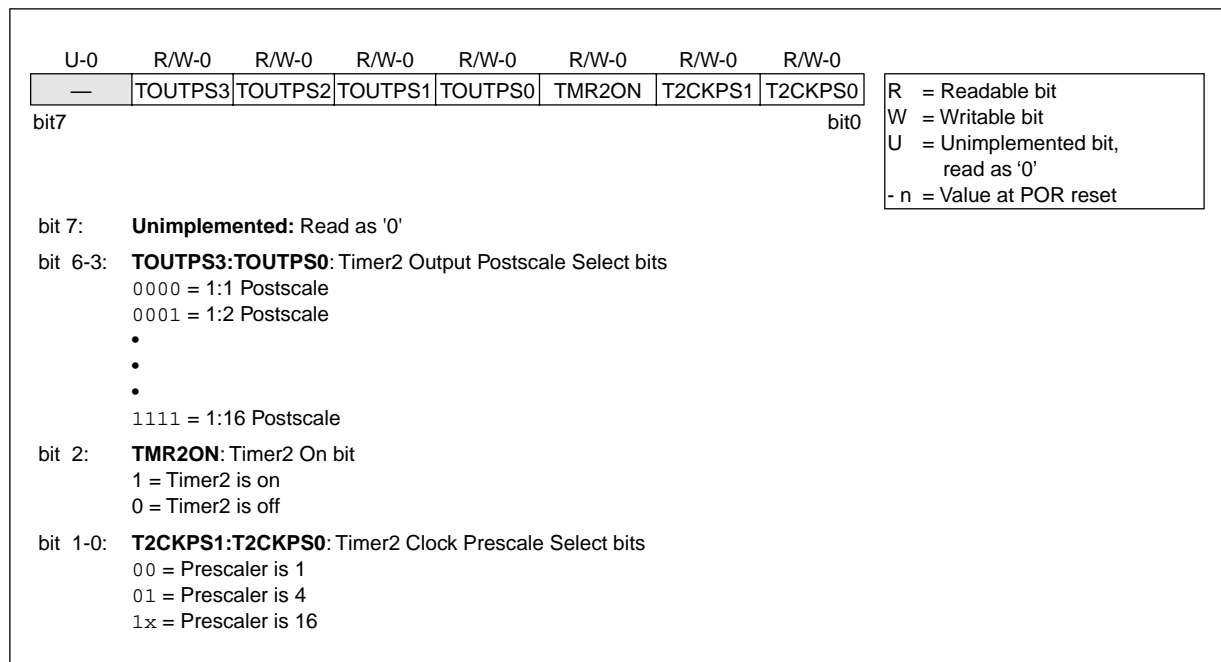 U-0 R/W-0 R/W-0 R/W-0 R/W-0 R/W-0 R/W-0 R/W-0
— TOUTPS3 TOUTPS2 TOUTPS1 TOUTPS0 TMR2ON T2CKPS1 T2CKPS0
bit7 bit0
R = Readable bit
W = Writable bit
U = Unimplemented bit,
read as ‘0’
- n = Value at POR reset
bit 7: Unimplemented: Read as '0'
bit 6-3: TOUTPS3:TOUTPS0: Timer2 Output Postscale Select bits
0000 = 1:1 Postscale
0001 = 1:2 Postscale
•
•
•
1111 = 1:16 Postscale
bit 2: TMR2ON: Timer2 On bit
1 = Timer2 is on
0 = Timer2 is off
bit 1-0: T2CKPS1:T2CKPS0: Timer2 Clock Prescale Select bits
00 = Prescaler is 1
01 = Prescaler is 4
1x = Prescaler is 16